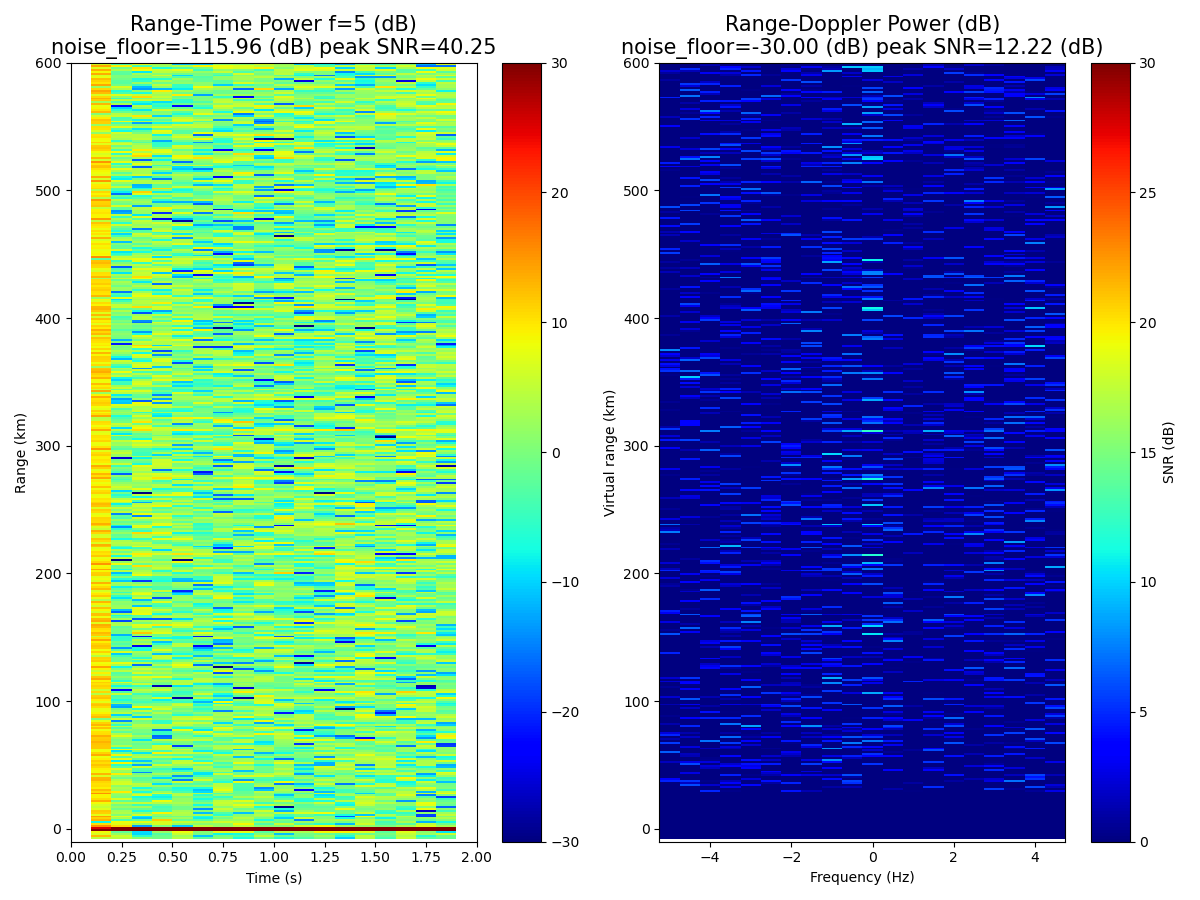 Range-Time Power f=5 (dB)
noise_floor=-115.96 (dB) peak SNR=40.25
Range-Doppler Power (dB)
noise_floor=-30.00 (dB) peak SNR=12.22 (dB)
600
500
400
300
200
100
0
Range (km)
0.00 0.25 0.50 0.75 1.00 1.25 1.50 1.75 2.00
Time (s)
30
20
10
0
−10
−20
−30
600
500
400
300
200
100
0
Virtual range (km)
−4 −2 0 2 4
Frequency (Hz)
30
25
20
15
10
5
0
SNR (dB)